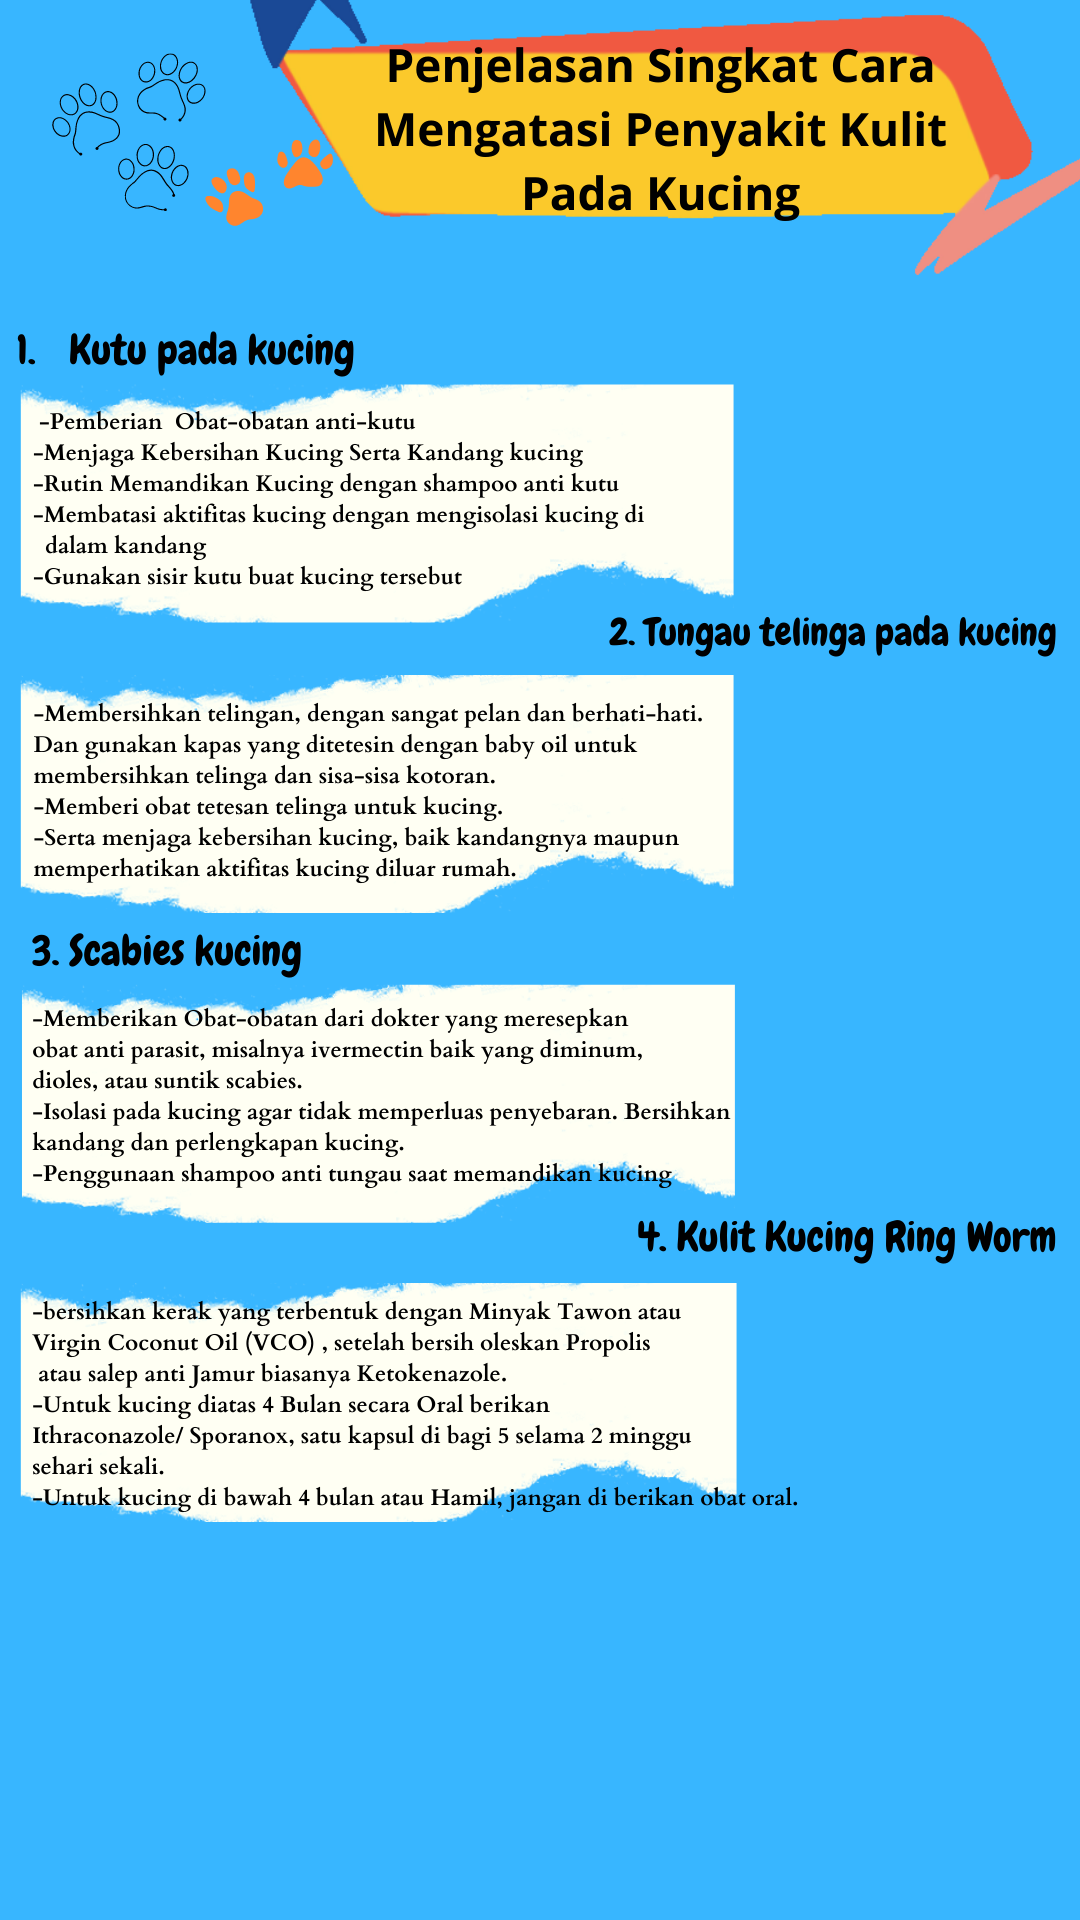 Penjelasan Singkat Cara
Mengatasi Penyakit Kulit
Pada Kucing
1. Kutu pada kucing
-Pemberian Obat-obatan anti-kutu
-Menjaga Kebersihan Kucing Serta Kandang kucing
-Rutin Memandikan Kucing dengan shampoo anti kutu
-Membatasi aktifitas kucing dengan mengisolasi kucing di
dalam kandang
-Gunakan sisir kutu buat kucing tersebut
2. Tungau telinga pada kucing
-Membersihkan telingan, dengan sangat pelan dan berhati-hati.
Dan gunakan kapas yang ditetesin dengan baby oil untuk
membersihkan telinga dan sisa-sisa kotoran.
-Memberi obat tetesan telinga untuk kucing.
-Serta menjaga kebersihan kucing, baik kandangnya maupun
memperhatikan aktifitas kucing diluar rumah.
3. Scabies kucing
-Memberikan Obat-obatan dari dokter yang meresepkan
obat anti parasit, misalnya ivermectin baik yang diminum,
dioles, atau suntik scabies.
-Isolasi pada kucing agar tidak memperluas penyebaran. Bersihkan
kandang dan perlengkapan kucing.
-Penggunaan shampoo anti tungau saat memandikan kucing
4. Kulit Kucing Ring Worm
-bersihkan kerak yang terbentuk dengan Minyak Tawon atau
Virgin Coconut Oil (VCO) , setelah bersih oleskan Propolis
atau salep anti Jamur biasanya Ketokenazole.
-Untuk kucing diatas 4 Bulan secara Oral berikan
Ithraconazole/ Sporanox, satu kapsul di bagi 5 selama 2 minggu
sehari sekali.
-Untuk kucing di bawah 4 bulan atau Hamil, jangan di berikan obat oral.